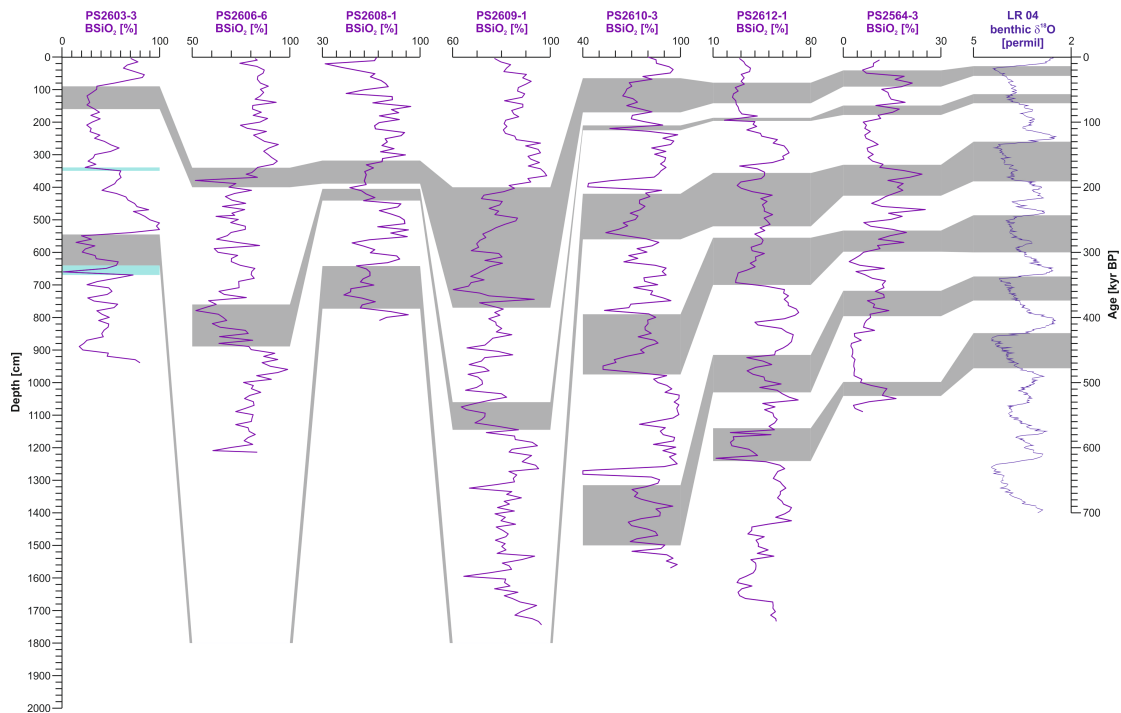 PS2603-3
BSiO2 [%]
PS2606-6
BSiO2 [%]
PS2608-1
BSiO2 [%]
PS2609-1
BSiO2 [%]
PS2610-3
BSiO2 [%]
PS2612-1
BSiO2 [%]
PS2564-3
BSiO2 [%]
LR 04
benthic δ18O
[permil]
0 100 50 100 30 100 60 100 40 100 10 80 0 30 5 2
0
100
200
300
400
500
600
700
800
900
1000
1100
1200
1300
1400
1500
1600
1700
1800
1900
2000
Depth [cm]
0
100
200
300
400
500
600
700
Age [kyr BP]